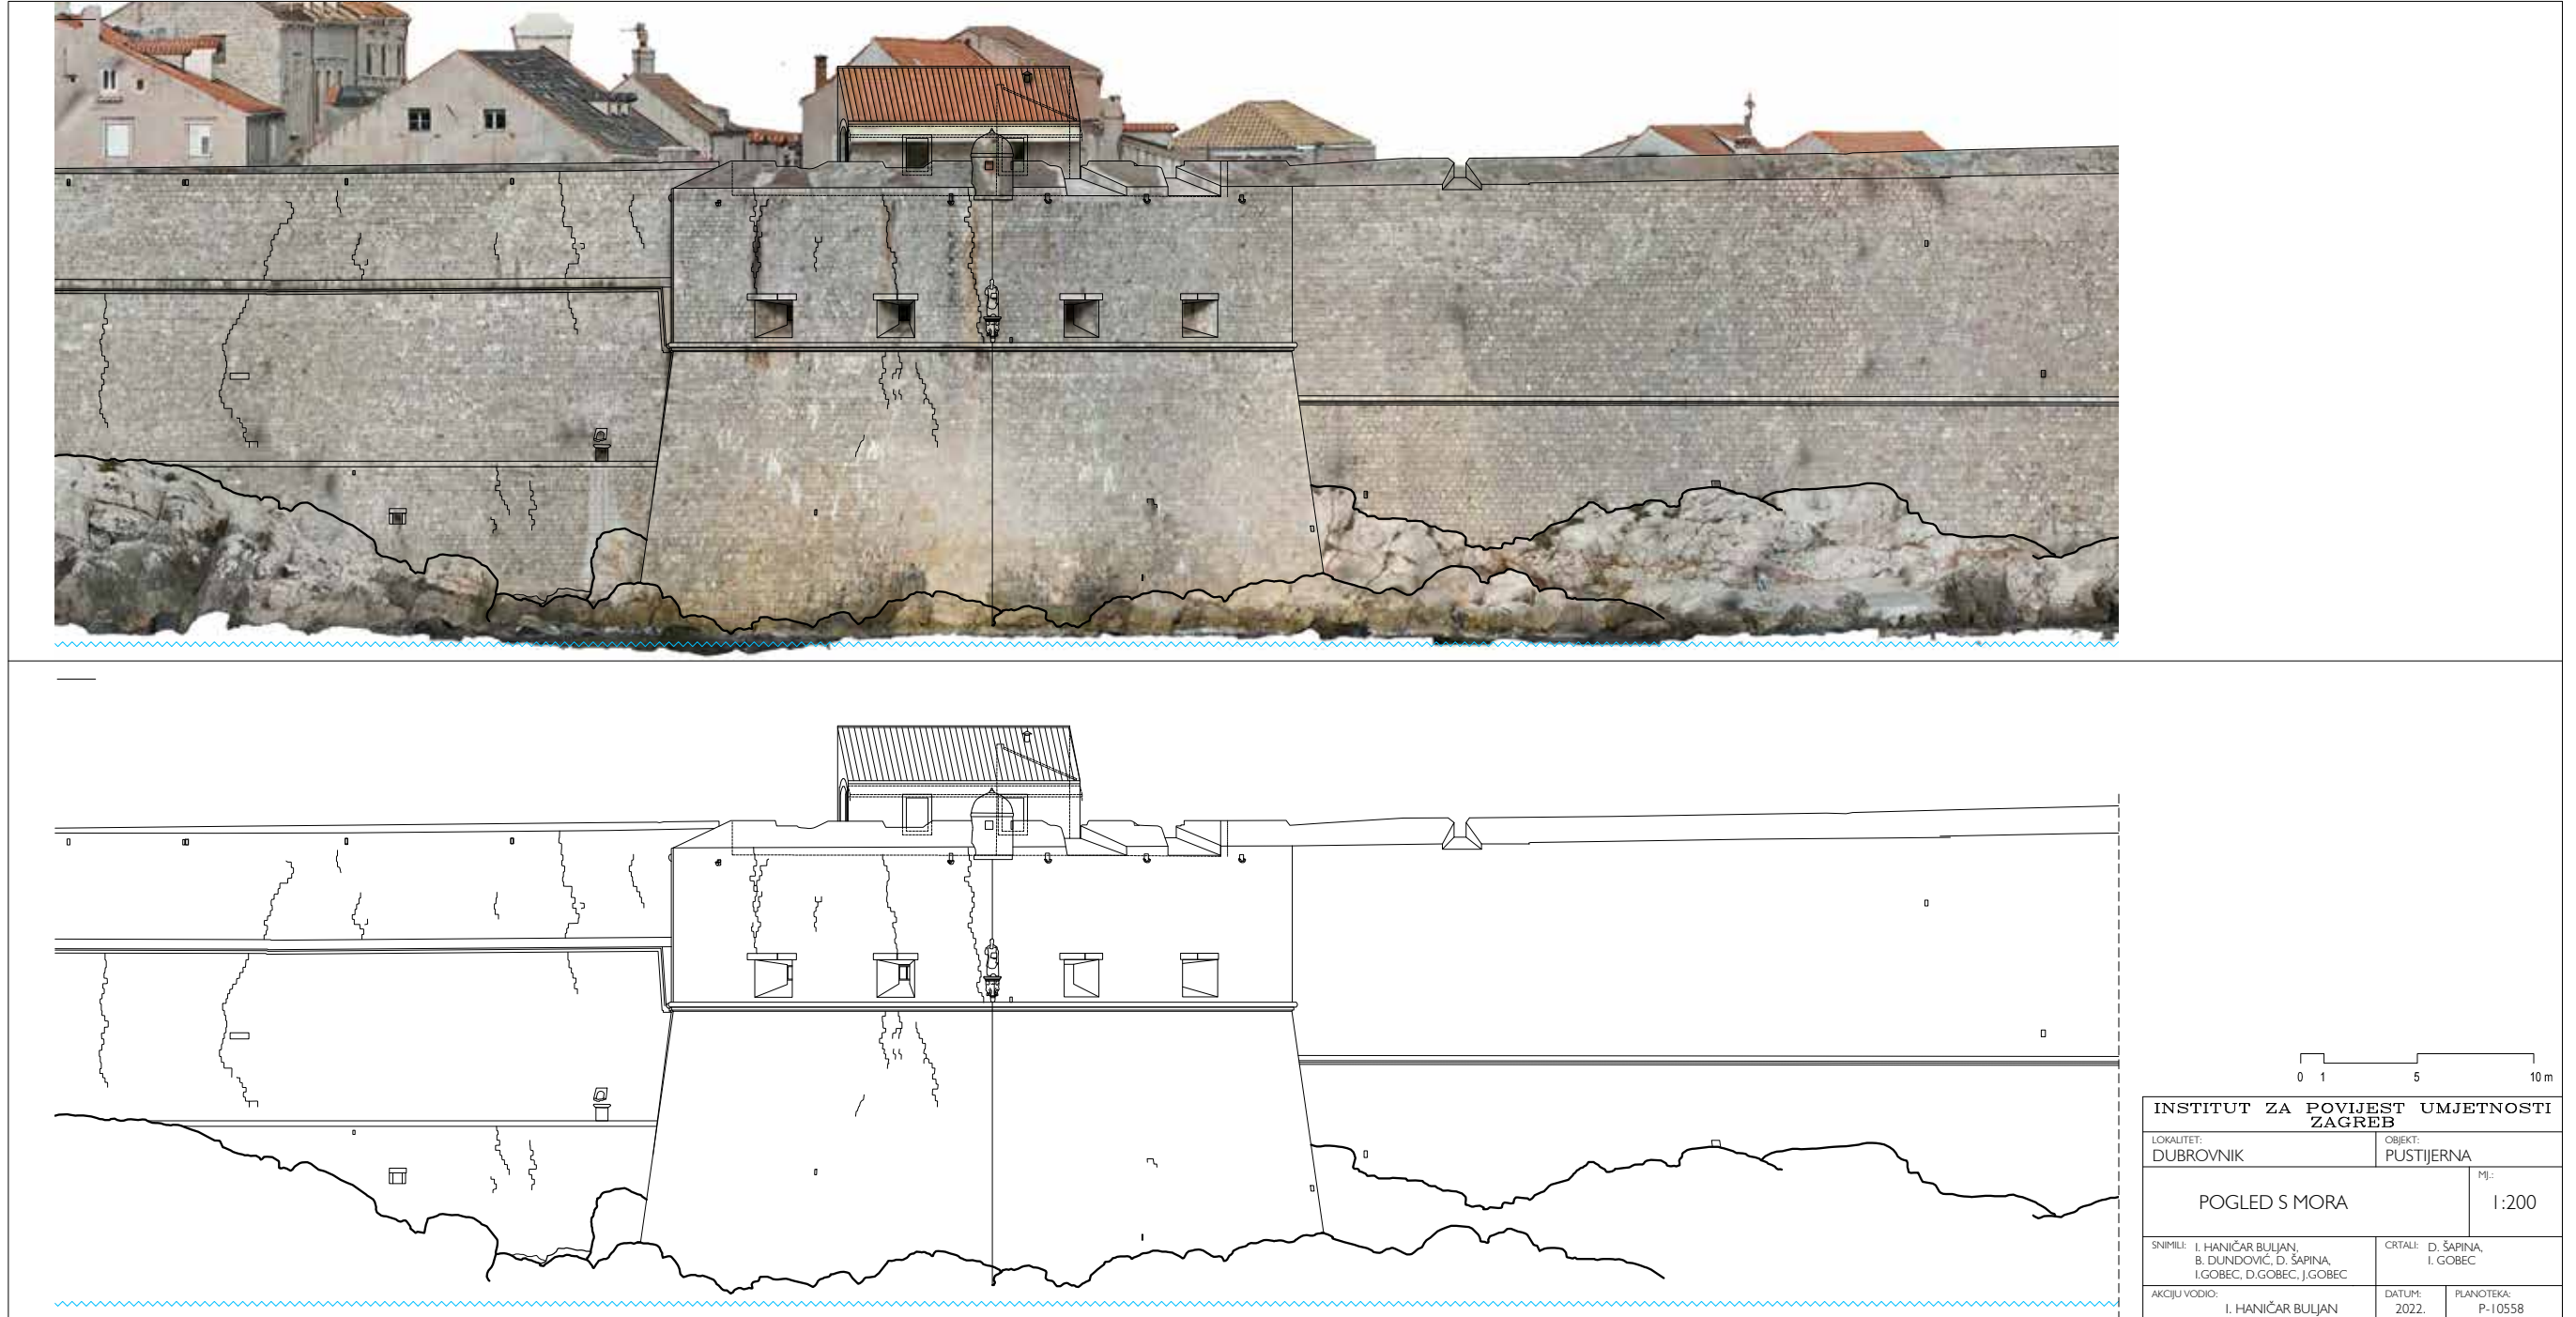 0 1 5 10 m
INSTITUT ZA POVIJEST UMJETNOSTI
ZAGREB
LOKALITET:
DUBROVNIK
OBJEKT:
PUSTIJERNA
POGLED S MORA
MJ.:
1:200
SNIMILI: I. HANIČAR BULJAN,
B. DUNDOVIĆ, D. ŠAPINA,
I.GOBEC, D.GOBEC, J.GOBEC
CRTALI: D. ŠAPINA,
I. GOBEC
AKCIJU VODIO:
I. HANIČAR BULJAN
DATUM:
2022.
PLANOTEKA:
P-10558